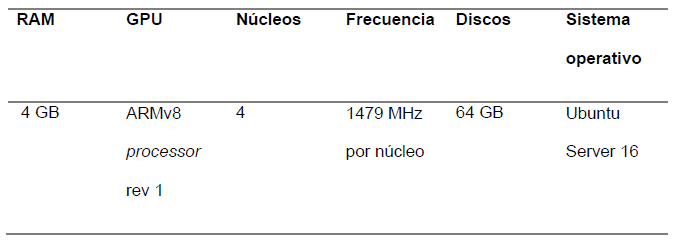 RAM GPU Núcleos Frecuencia Discos Sistema
operativo
4 GB ARMv8 4 1479 MHz 64 GB Ubuntu
processor por núcleo Server 16
rev 1